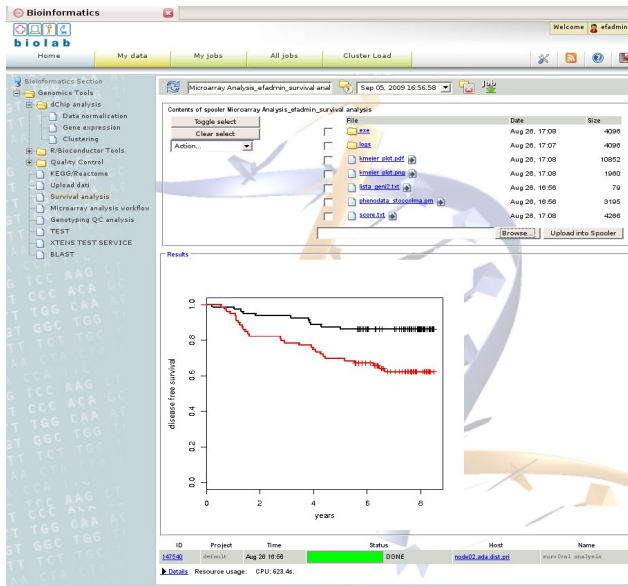 Bioinformatics
Welcome efadmin
biolab
Home My data My jobs All jobs Cluster Load
Bioinformatics Section
Genomics Tools
dChip analysis
Data normalization
Gene expression
Clustering
R/Bioconductor Tools
Quality Control
KEGG/Reactome
Upload dati
Survival analysis
Microarray analysis workflow
Genotyping QC analysis
TEST
XTENS TEST SERVICE
BLAST
Microarray Analysis_efadmin_survival anal Sep 05, 2009 16:56:58 Job
Contents of spooler Microarray Analysis_efadmin_survival analysis
Toggle select
Clear select
Action...
File Date Size
exe Aug 26, 17:08 4096
logs Aug 26, 17:07 4096
kmeier_plot.pdf Aug 26, 17:08 10852
kmeier_plot.png Aug 26, 17:08 1960
lista_geni2.txt Aug 26, 16:56 79
phenodata_stoccolma.prn Aug 26, 16:56 3195
score.txt Aug 26, 17:08 4266
Browse... Upload into Spooler
Results
disease free survival
1.0
0.8
0.6
0.4
0.2
0.0
0 2 4 6 8
years
ID Project Time Status Host Name
147540 default Aug 26 16:56 DONE node02.ada.dist.pri survival analysis
Details Resource usage: CPU: 623.4s.